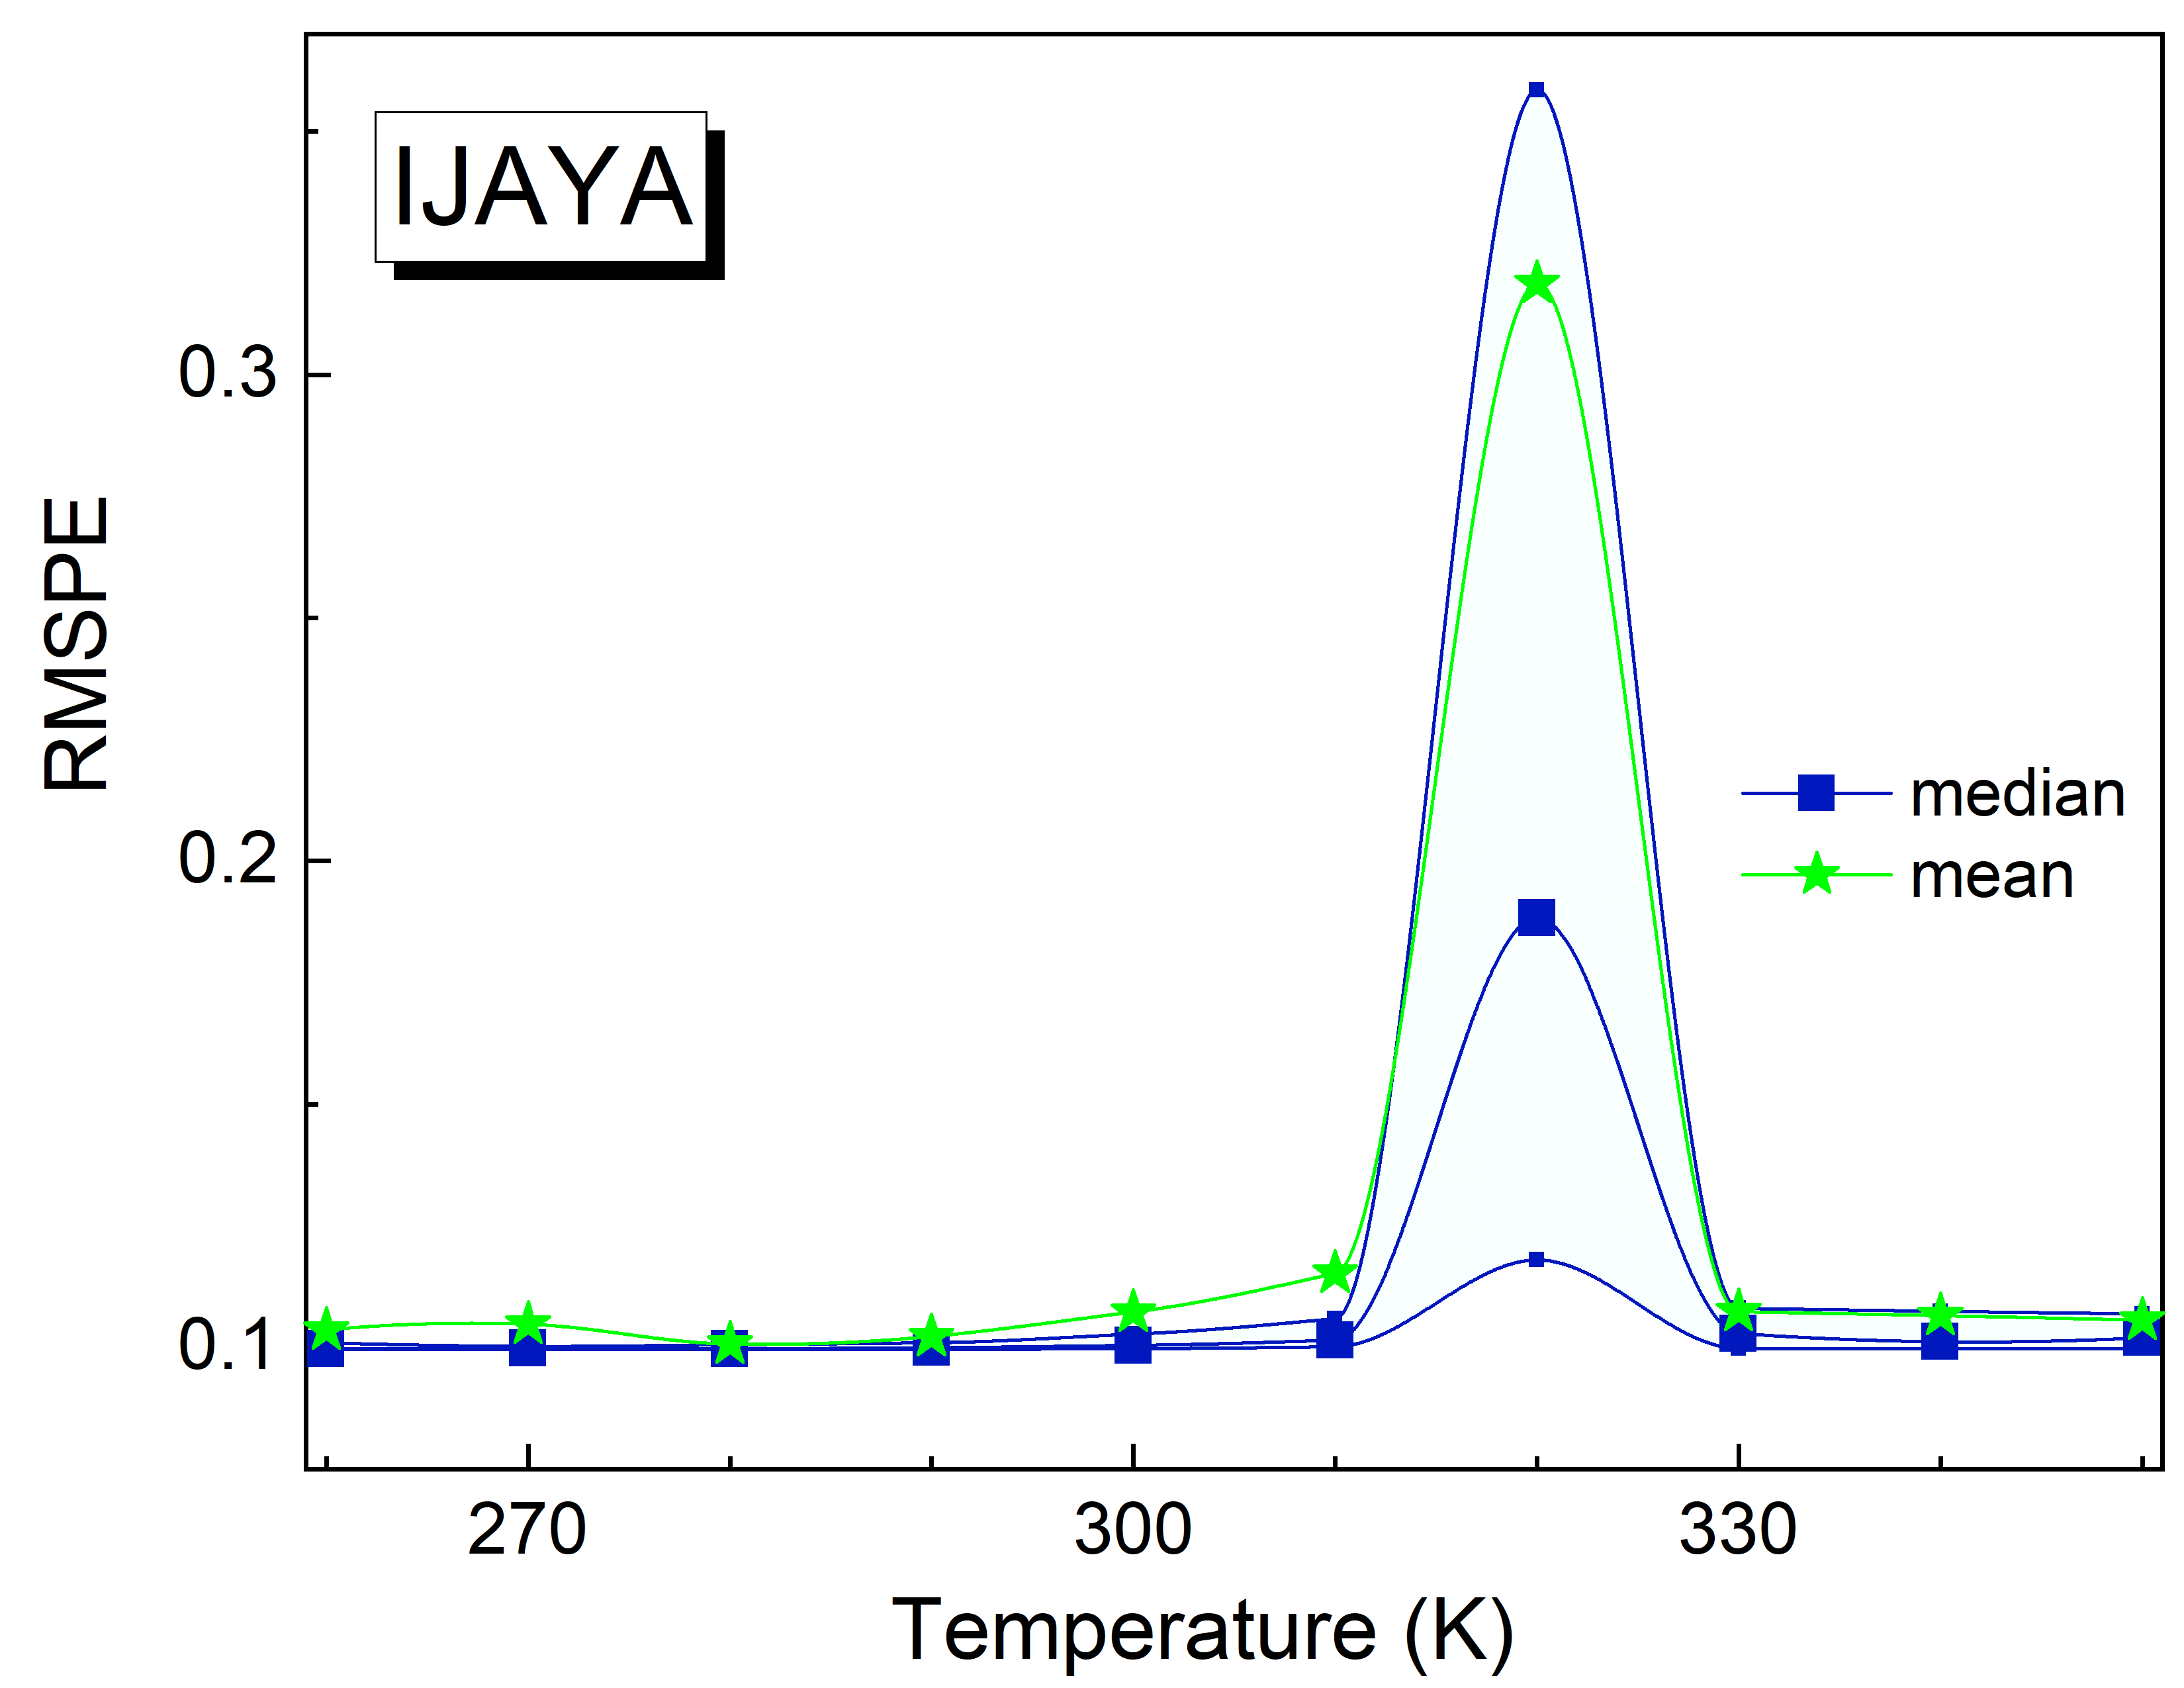 IJAYA
0.3
0.2
0.1
RMSPE
median
mean
270 300 330
Temperature (K)